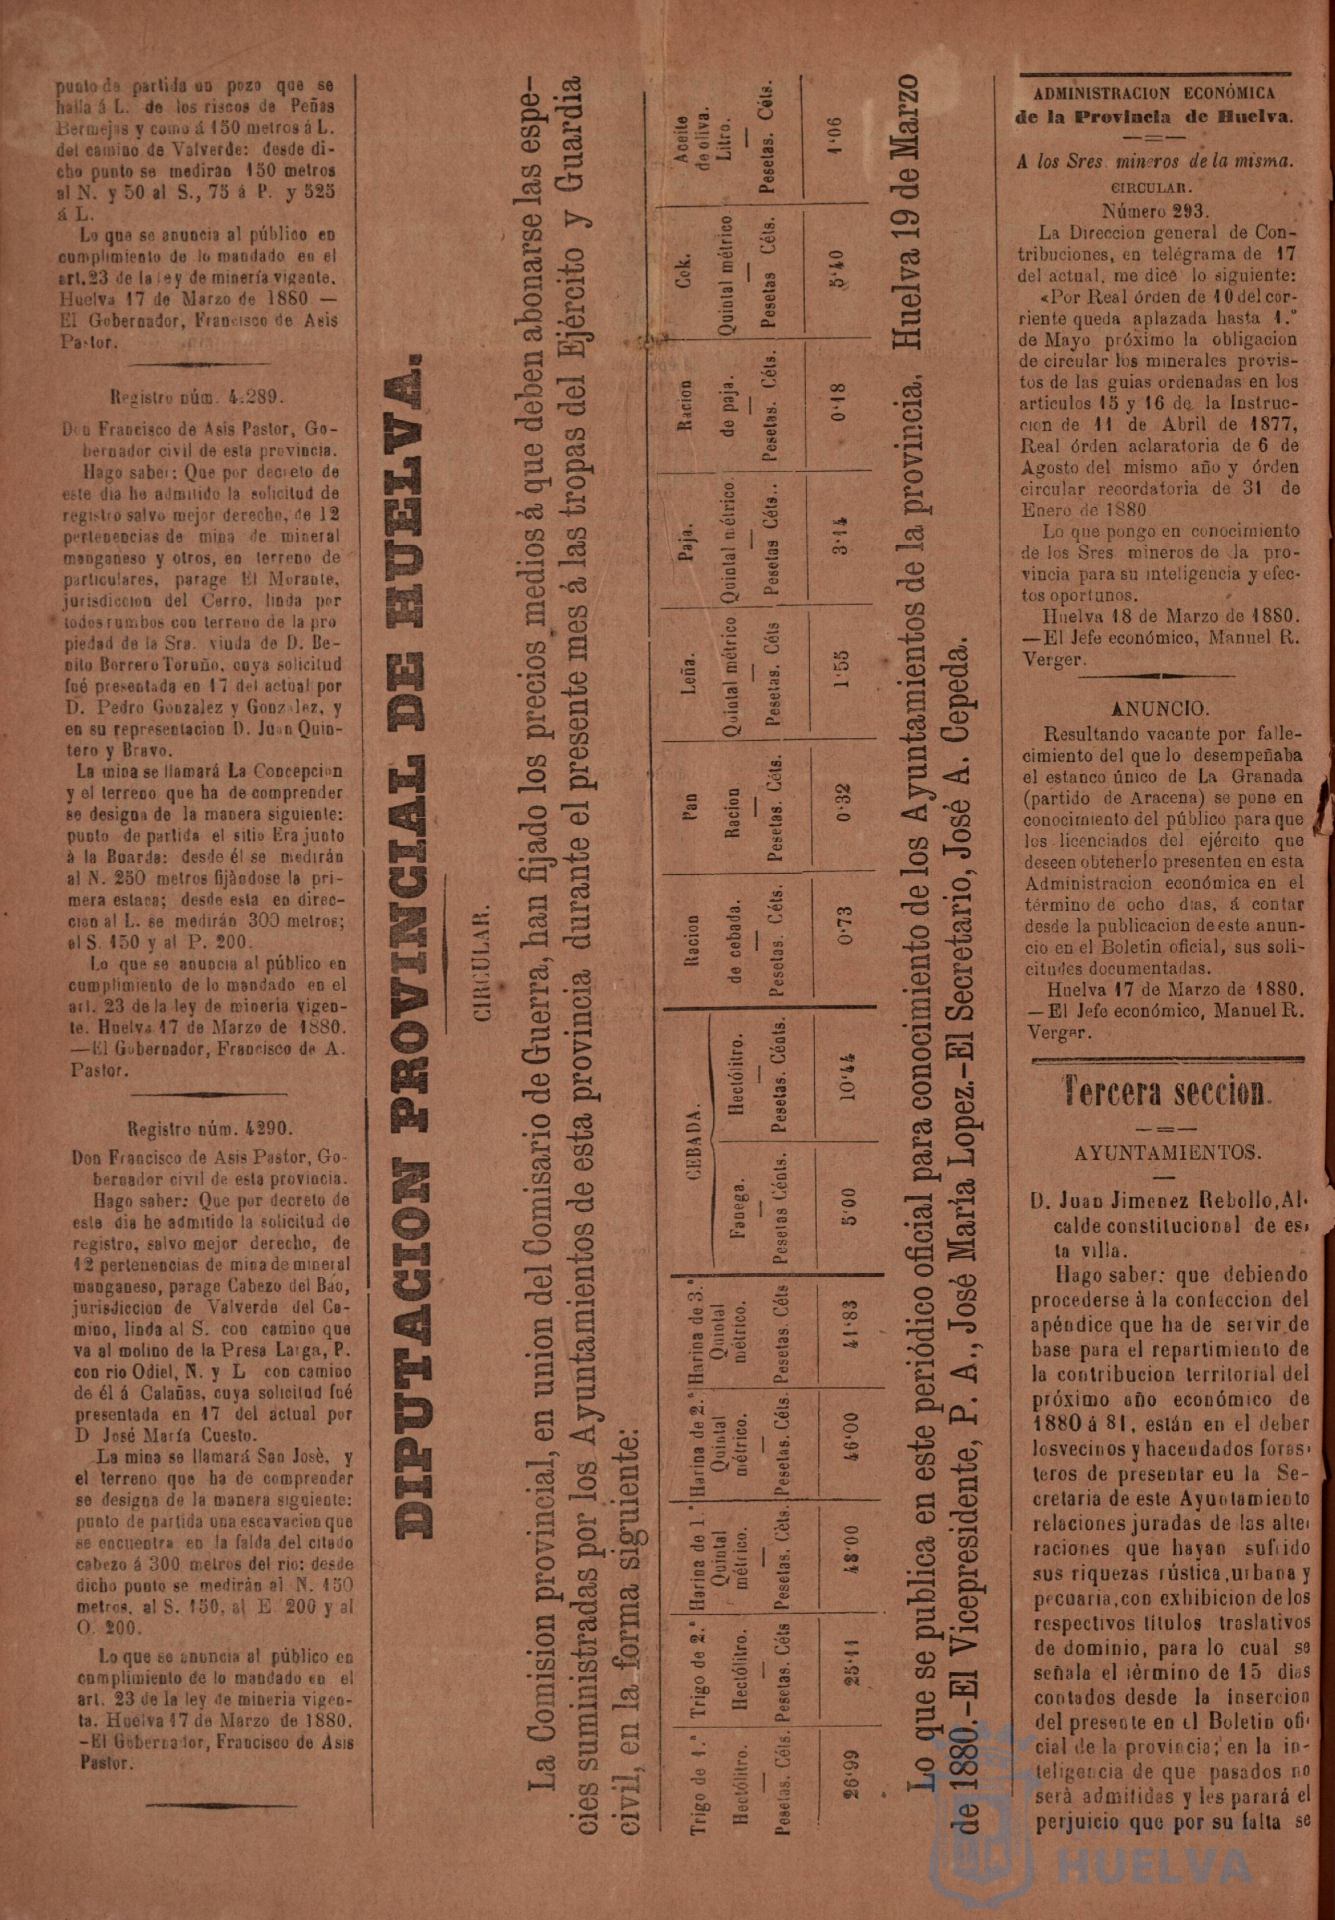 punto de partida un pozo que se
halla á L. de los riscos de Peñas
Bermejas y como á 150 metros á L.
del camino de Valverde: desde di-
cho punto se medirán 150 metros
al N. y 50 al S., 75 á P. y 525
á L.
Lo que se anuncia al público en
cumplimiento de lo mandado en el
art. 23 de la ley de minería vigente.
Huelva 17 de Marzo de 1880 —
El Gobernador, Francisco de Asis
Pastor.
Registro núm. 4.289.
Don Francisco de Asis Pastor, Go-
bernador civil de esta provincia.
Hago saber: Que por decreto de
este dia he admitido la solicitud de
registro salvo mejor derecho, de 12
pertenencias de mina de mineral
manganeso y otros, en terreno de
particulares, parage El Morante,
jurisdiccion del Cerro, linda por
todos rumbos con terreno de la pro
piedad de la Sra. viuda de D. Be-
nito Borrero Toruño, cuya solicitud
fué presentada en 17 del actual por
D. Pedro Gonzalez y Gonzalez, y
en su representacion D. Juan Quin-
tero y Bravo.
La mina se llamará La Concepcion
y el terreno que ha de comprender
se designa de la manera siguiente:
punto de partida el sitio Era junto
à la Buarda: desde él se medirán
al N. 250 metros fijàndose la pri-
mera estaca; desde esta en direc-
cion al L. se medirán 300 metros;
al S. 150 y al P. 200.
Lo que se anuncia al público en
cumplimiento de lo mandado en el
art. 23 de la ley de minería vigen-
te. Huelva 17 de Marzo de 1880.
—El Gobernador, Francisco de A.
Pastor.
Registro núm. 4290.
Don Francisco de Asis Pastor, Go-
bernador civil de esta provincia.
Hago saber: Que por decreto de
este dia he admitido la solicitud de
registro, salvo mejor derecho, de
12 pertenencias de mina de mineral
manganeso, parage Cabezo del Bao,
jurisdiccion de Valverde del Ca-
mino, linda al S. con camino que
va al molino de la Presa Larga, P.
con rio Odiel, N. y L con camino
de él á Calañas, cuya solicitud fué
presentada en 17 del actual por
D José María Cuesto.
La mina se llamará San Josè, y
el terreno que ha de comprender
se designa de la manera siguiente:
punto de partida una escavacion que
se encuentra en la falda del citado
cabezo á 300 metros del rio: desde
dicho punto se medirán al N. 150
metros, al S. 150, al E. 200 y al
O. 200.
Lo que se anuncia al público en
cumplimiento de lo mandado en el
art. 23 de la ley de mineria vigen-
ta. Huelva 17 de Marzo de 1880.
-El Gobernador, Francisco de Asis
Pastor.
DIPUTACION PROVINCIAL DE HUELVA.
CIRCULAR.
La Comision provincial, en union del Comisario de Guerra, han fijado los precios medios à que deben abonarse las espe-
cies suministradas por los Ayuntamientos de esta provincia durante el presente mes á las tropas del Ejército y Guardia
civil, en la forma siguiente:
Trigo de 1.ª Hectólitro. — Pesetas. Céts. 26‘99
Trigo de 2.ª Hectólitro. — Pesetas. Céts 25‘11
Harina de 1.ª Quintal métrico. — Pesetas. Céts. 48‘00
Harina de 2.ª Quintal métrico. — Pesetas. Céts. 46‘00
Harina de 3.ª Quintal métrico. — Pesetas. Céts 41‘83
CEBADA.
Fanega. — Pesetas Cénts. 5‘00
Hectólitro. — Pesetas. Cénts. 10‘44
Racion de cebada. — Pesetas. Céts. 0‘73
Pan Racion — Pesetas. Céts. 0‘32
Leña. Quintal métrico — Pesetas. Céts 1‘55
Paja. Quintal métrico. — Pesetas Céts.. 3‘14
Racion de paja. — Pesetas. Céts. 0‘18
Cok. Quintal métrico — Pesetas Céts. 5‘40
Aceite de oliva. Litro. — Pesetas. Céts. 1‘06
Lo que se publica en este periódico oficial para conocimiento de los Ayuntamientos de la provincia. Huelva 19 de Marzo
de 1880.-El Vicepresidente, P. A., José Maria Lopez.-El Secretario, José A. Cepeda.
ADMINISTRACION ECONÓMICA
de la Provincia de Huelva.
A los Sres. mineros de la misma.
CIRCULAR.
Número 293.
La Direccion general de Con-
tribuciones, en telégrama de 17
del actual, me dice lo siguiente:
«Por Real órden de 10 del cor-
riente queda aplazada hasta 1.º
de Mayo próximo la obligacion
de circular los minerales provis-
tos de las guias ordenadas en los
articulos 15 y 16 de la Instruc-
cion de 11 de Abril de 1877,
Real órden aclaratoria de 6 de
Agosto del mismo año y órden
circular recordatoria de 31 de
Enero de 1880
Lo que pongo en conocimiento
de los Sres mineros de la pro-
vincia para su inteligencia y efec-
tos oportunos.
Huelva 18 de Marzo de 1880.
—El Jefe económico, Manuel R.
Verger.
ANUNCIO.
Resultando vacante por falle-
cimiento del que lo desempeñaba
el estanco único de La Granada
(partido de Aracena) se pone en
conocimiento del público para que
los licenciados del ejército que
deseen obtenerlo presenten en esta
Administracion económica en el
término de ocho dias, á contar
desde la publicacion de este anun-
cio en el Boletin oficial, sus soli-
citudes documentadas.
Huelva 17 de Marzo de 1880.
—El Jefe económico, Manuel R.
Verger.
Tercera seccion.
AYUNTAMIENTOS.
D. Juan Jimenez Rebollo, Al-
calde constitucional de es-
ta villa.
Hago saber: que debiendo
procederse à la confeccion del
apéndice que ha de servir de
base para el repartimiento de
la contribucion territorial del
próximo año económico de
1880 á 81, están en el deber
los vecinos y hacendados foras-
teros de presentar eu la Se-
cretaria de este Ayuntamiento
relaciones juradas de las alte-
raciones que hayan sufrido
sus riquezas rústica, urbana y
pecuaria, con exhibicion de los
respectivos titulos traslativos
de dominio, para lo cual se
señala el término de 15 dias
contados desde la insercion
del presente en el Boletin ofi-
cial de la provincia; en la in-
teligencia de que pasados no
serà admitidas y les parará el
perjuicio que por su falta se
HUELVA